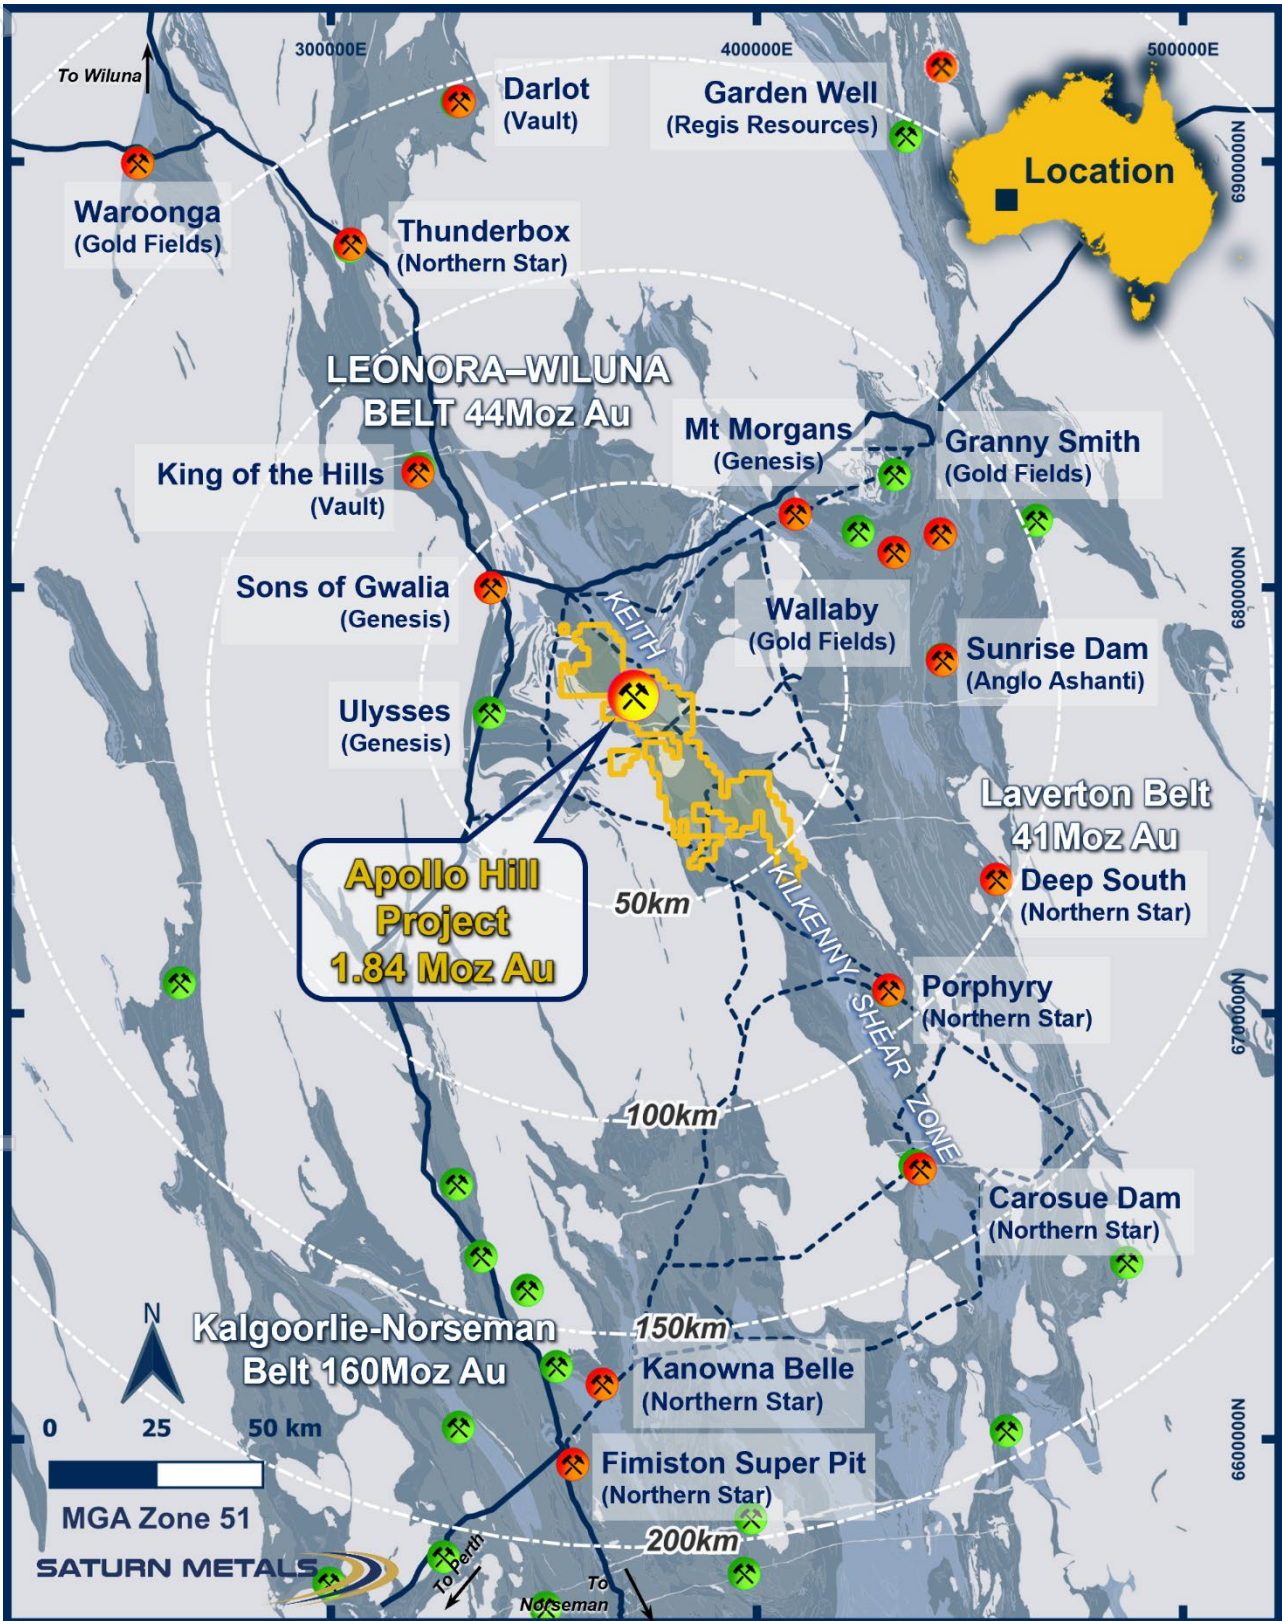 300000E
400000E
500000E
To Wiluna
Darlot
(Vault)
Garden Well
(Regis Resources)
6900000N
Location
Waroonga
(Gold Fields)
Thunderbox
(Northern Star)
LEONORA–WILUNA
BELT 44Moz Au
Mt Morgans
(Genesis)
Granny Smith
(Gold Fields)
King of the Hills
(Vault)
6800000N
Sons of Gwalia
(Genesis)
KEITH
Wallaby
(Gold Fields)
Sunrise Dam
(Anglo Ashanti)
Ulysses
(Genesis)
Laverton Belt
41Moz Au
Apollo Hill
Project
1.84 Moz Au
Deep South
(Northern Star)
50km
KILKENNY
SHEAR
ZONE
Porphyry
(Northern Star)
6700000N
100km
Carosue Dam
(Northern Star)
N
Kalgoorlie-Norseman
Belt 160Moz Au
150km
Kanowna Belle
(Northern Star)
0 25 50 km
6600000N
Fimiston Super Pit
(Northern Star)
MGA Zone 51
200km
SATURN METALS
To Perth
To
Norseman